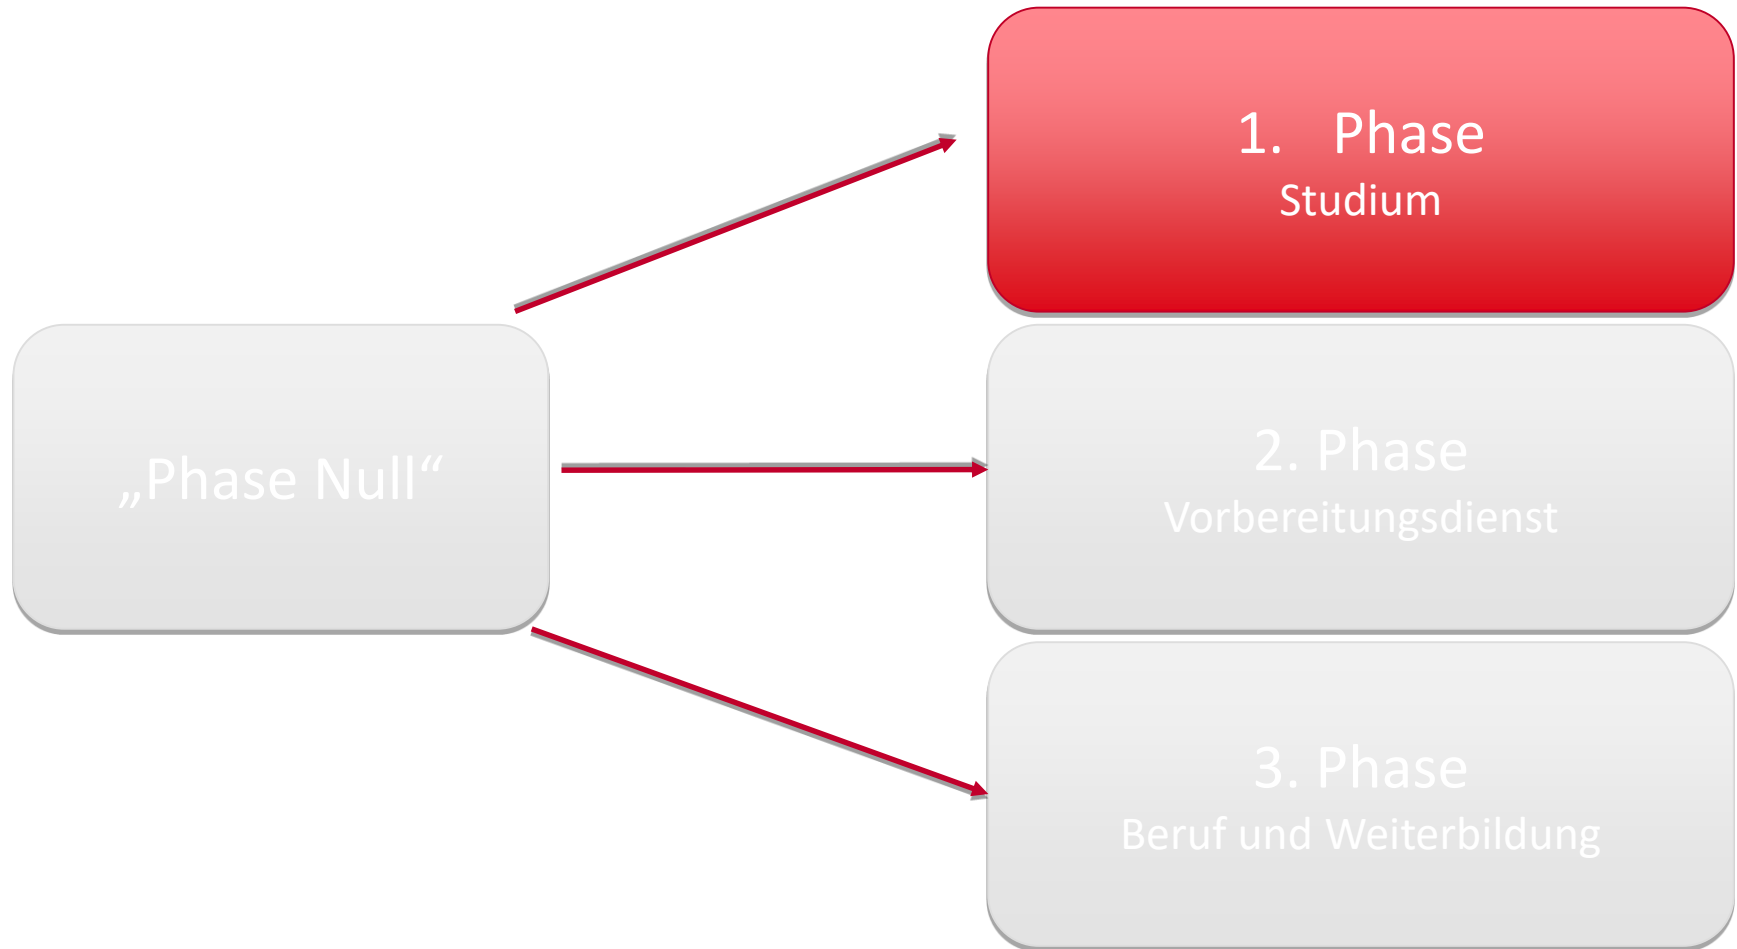 1. Phase
Studium
„Phase Null“
2. Phase
Vorbereitungsdienst
3. Phase
Beruf und Weiterbildung